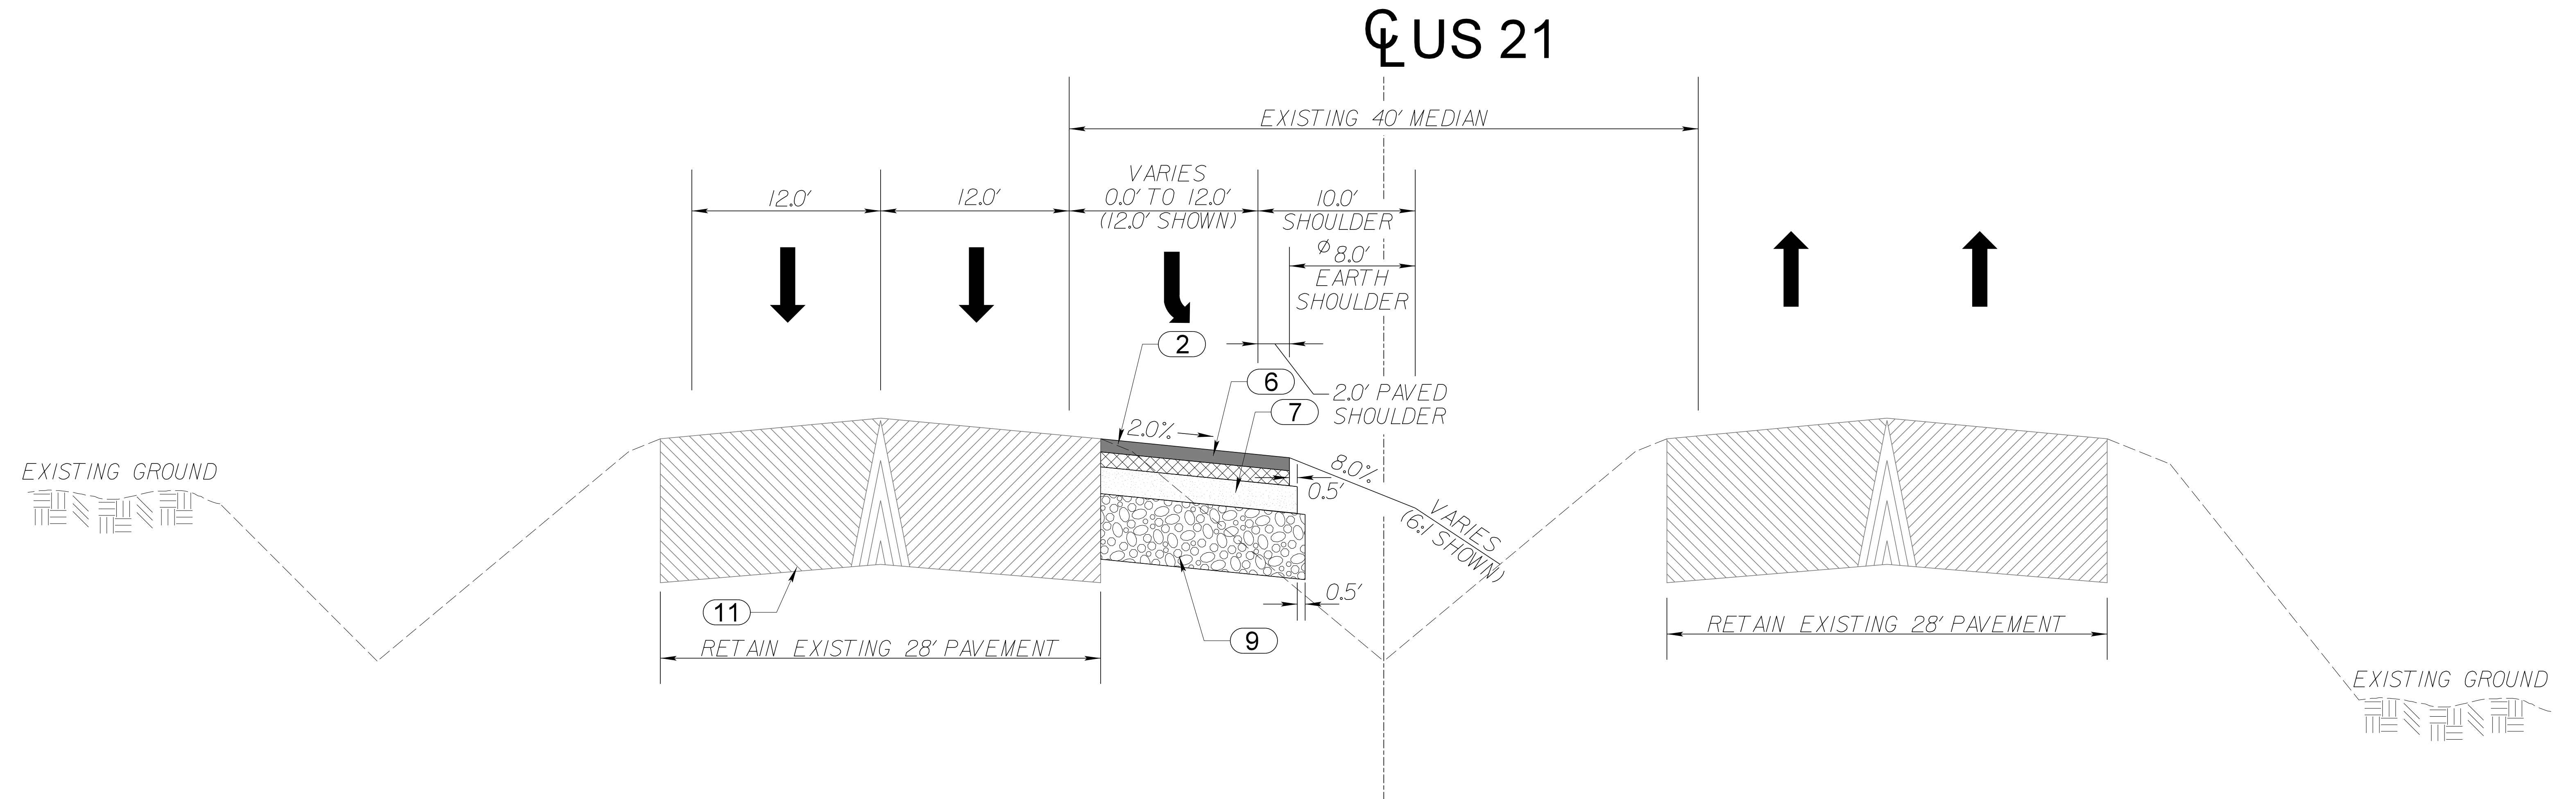 ℄ US 21
EXISTING 40' MEDIAN
12.0'
12.0'
VARIES
0.0' TO 12.0'
(12.0' SHOWN)
10.0'
SHOULDER
Ø 8.0'
EARTH
SHOULDER
2
6
7
2.0' PAVED
SHOULDER
2.0%
8.0%
0.5'
VARIES
(6:1 SHOWN)
EXISTING GROUND
0.5'
11
9
RETAIN EXISTING 28' PAVEMENT
RETAIN EXISTING 28' PAVEMENT
EXISTING GROUND